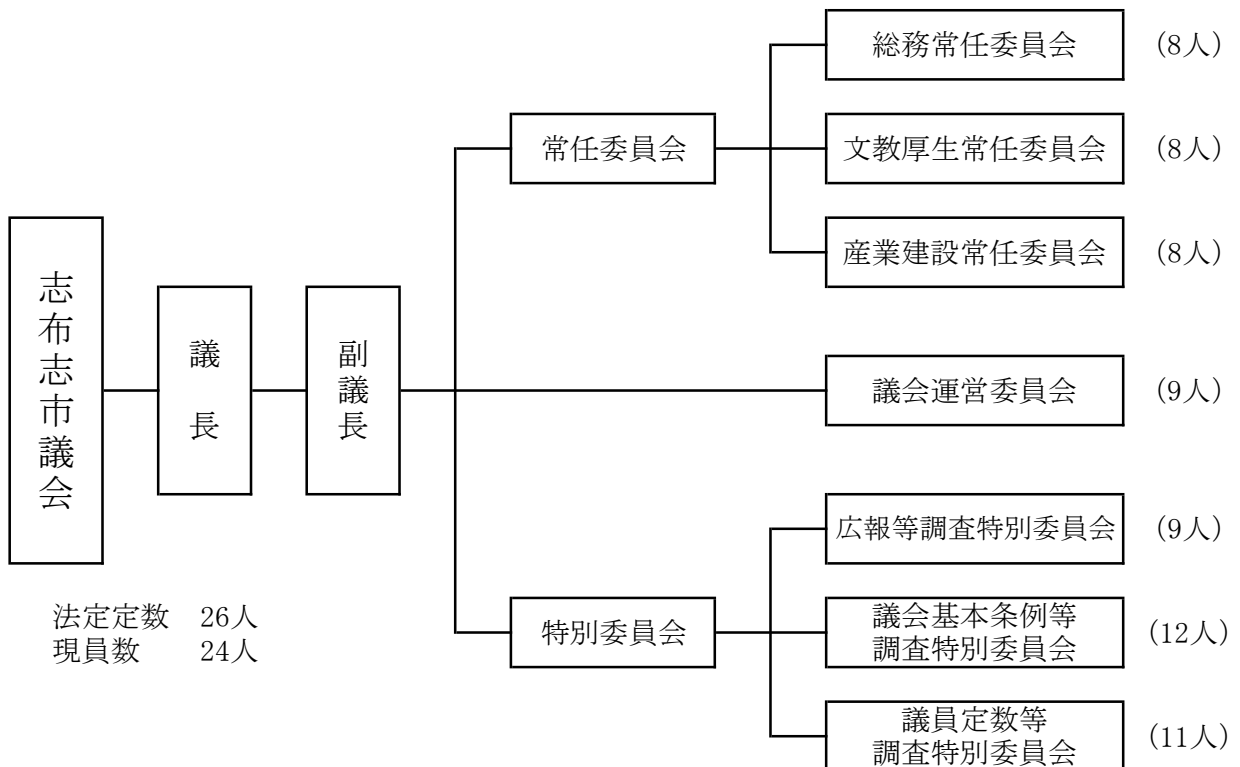 志布志市議会
議長
副議長
常任委員会
総務常任委員会 (8人)
文教厚生常任委員会 (8人)
産業建設常任委員会 (8人)
議会運営委員会 (9人)
特別委員会
広報等調査特別委員会 (9人)
議会基本条例等
調査特別委員会 (12人)
議員定数等
調査特別委員会 (11人)
法定定数 26人
現員数 24人